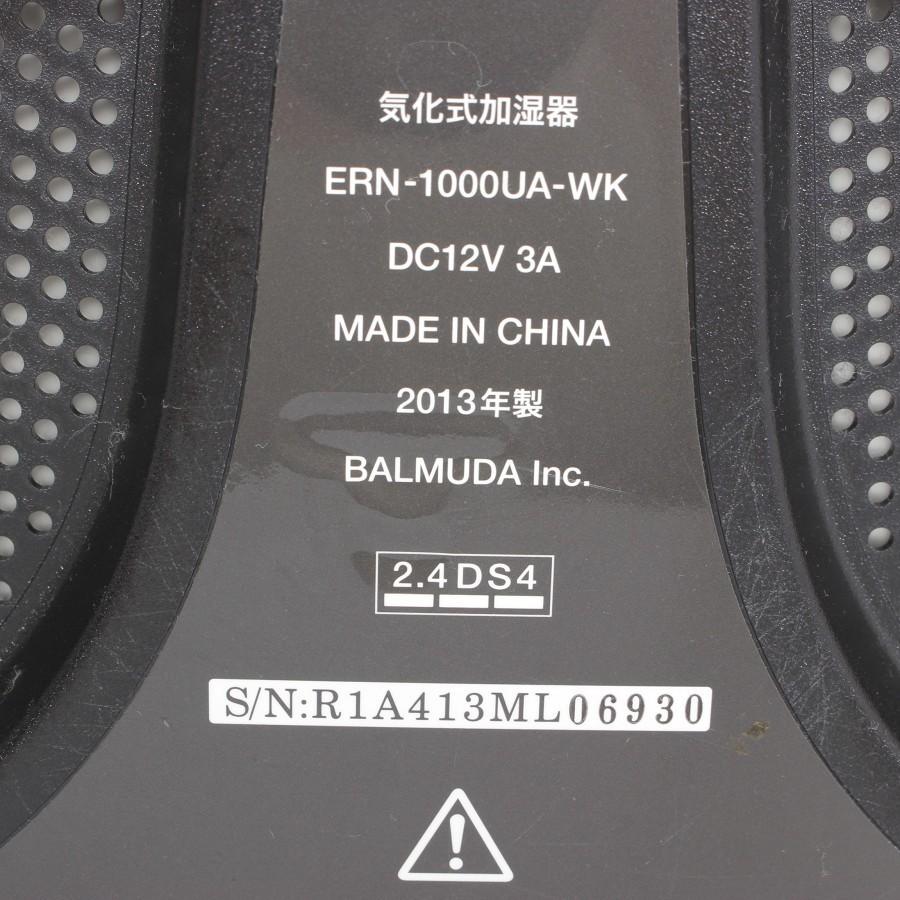 気化式加湿器
ERN-1000UA-WK
DC12V 3A
MADE IN CHINA
2013年製
BALMUDA Inc.
2.4DS4
S/N:R1A413ML06930